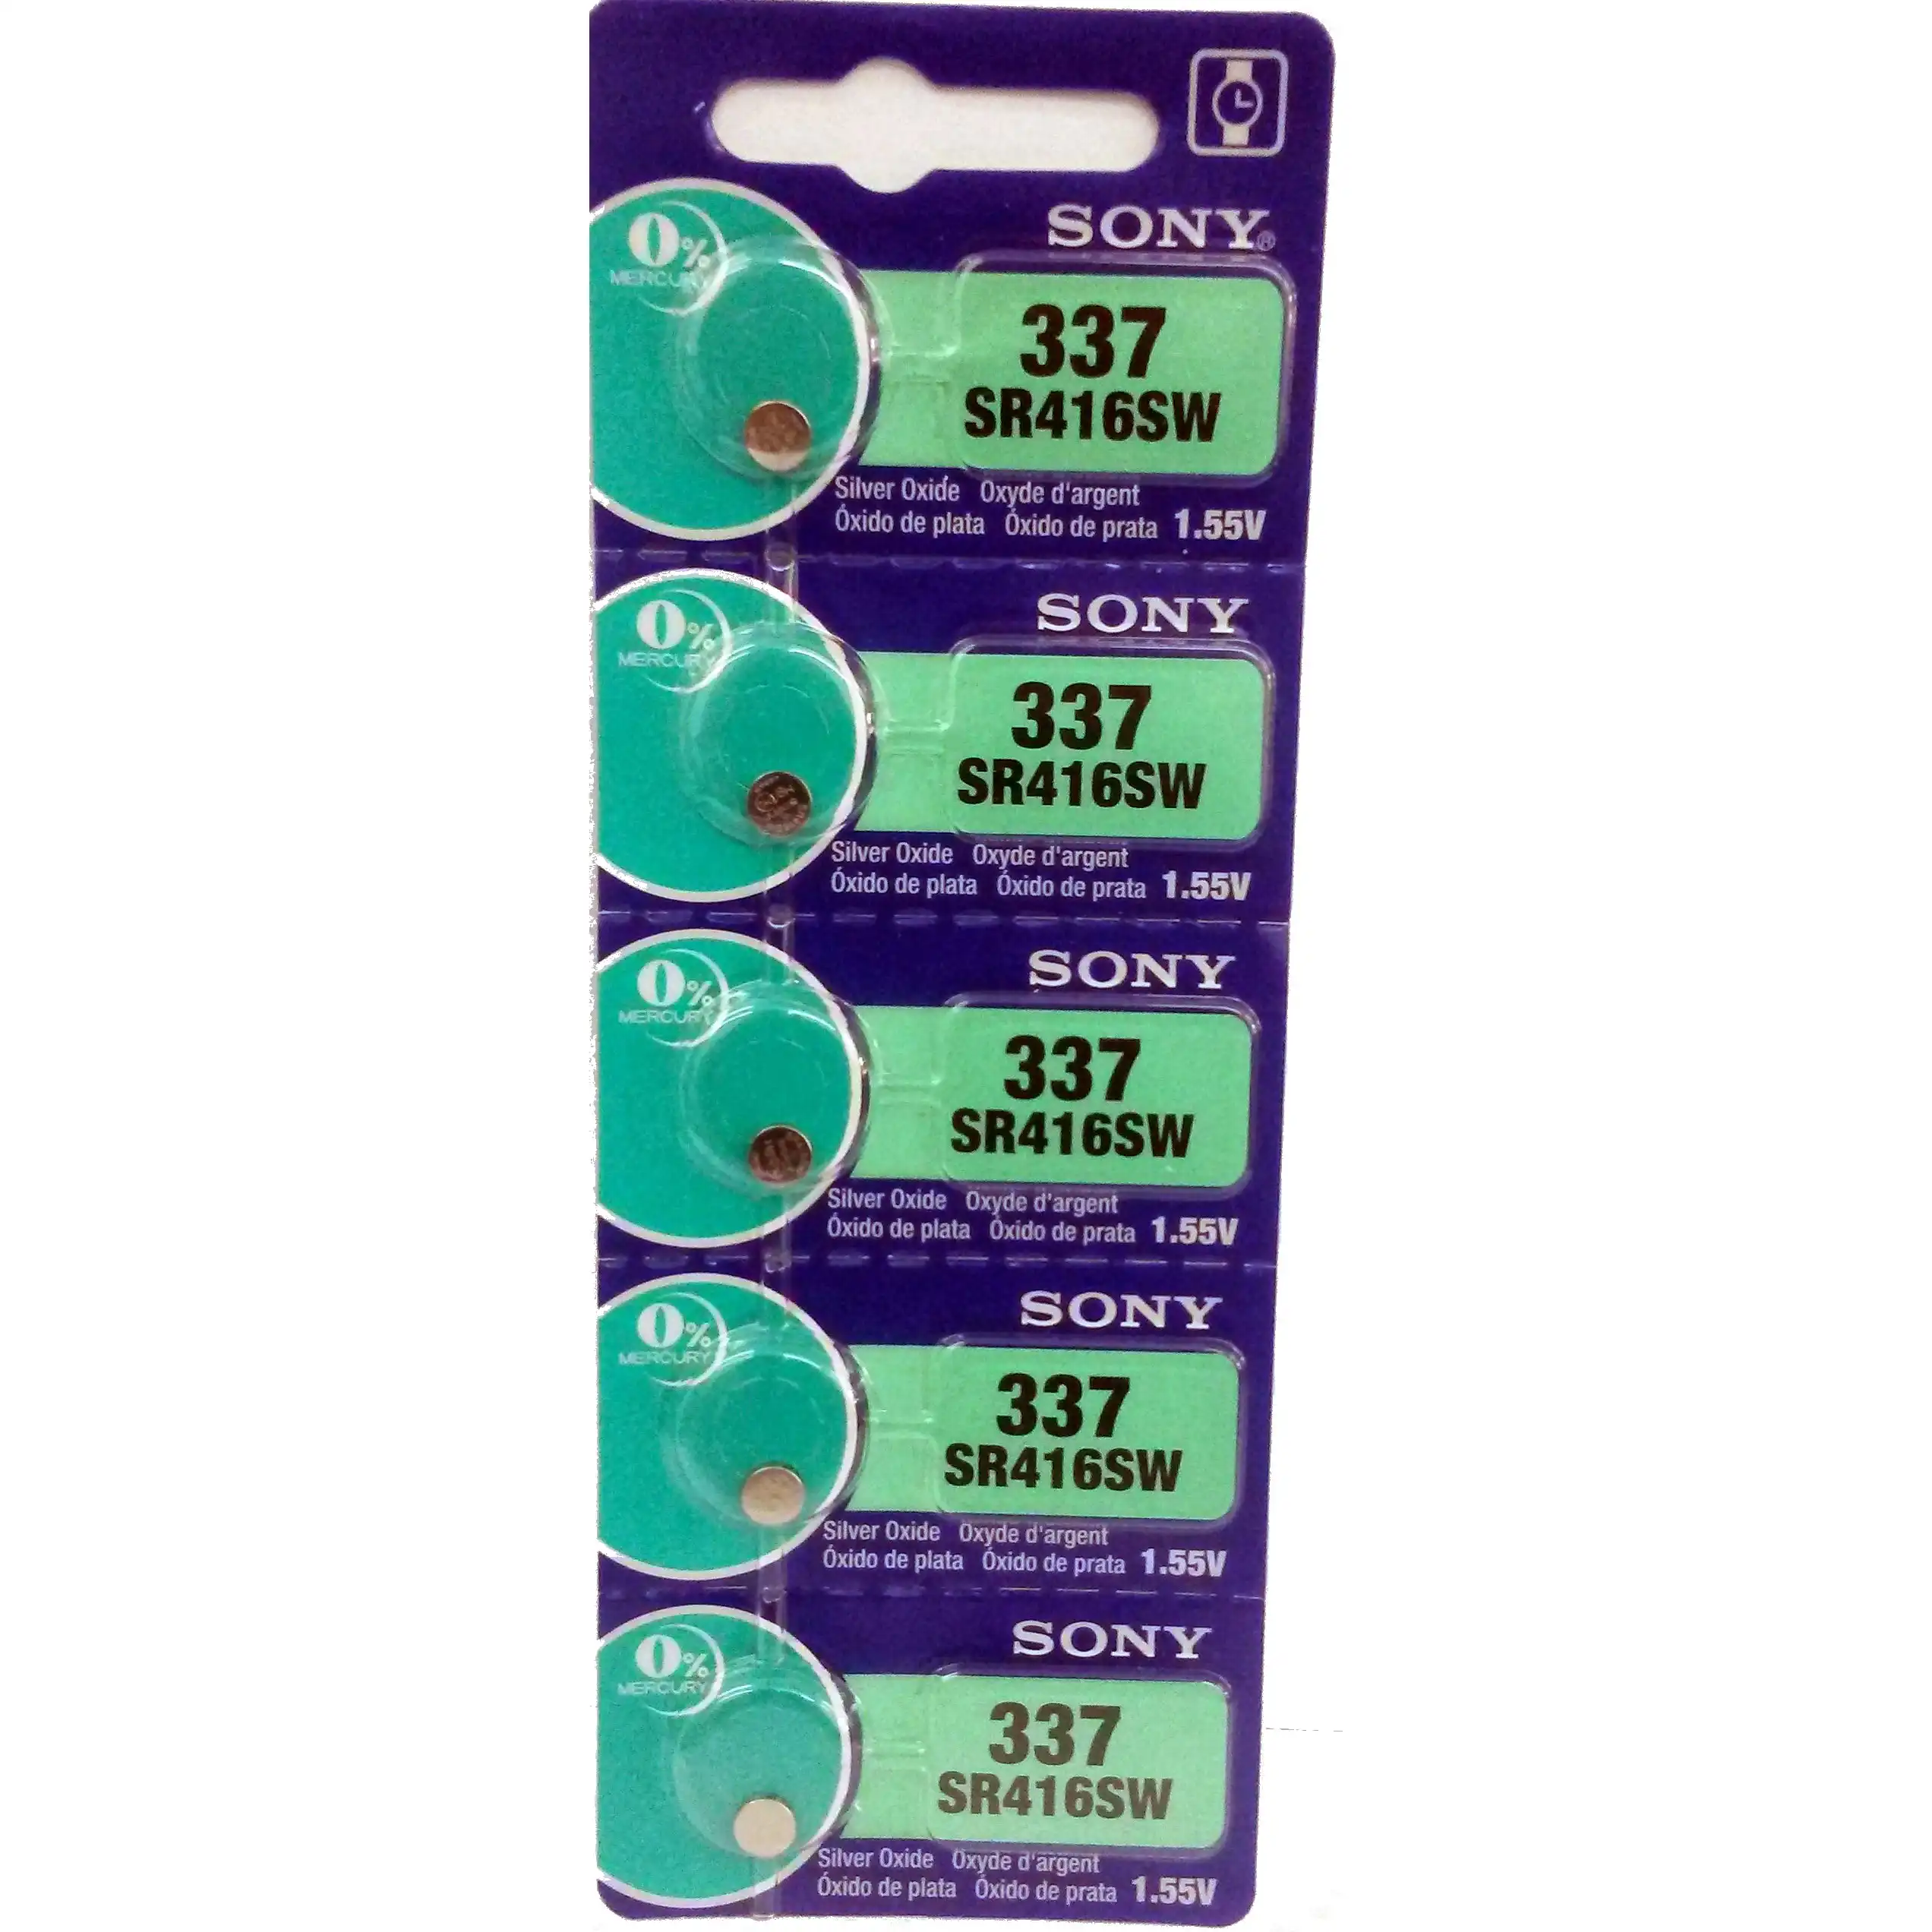 SONY®
0%
MERCURY
337
SR416SW
Silver Oxide Oxyde d'argent
Óxido de plata Óxido de prata 1.55V
SONY
0%
MERCURY
337
SR416SW
Silver Oxide Oxyde d'argent
Óxido de plata Óxido de prata 1.55V
SONY
0%
MERCURY
337
SR416SW
Silver Oxide Oxyde d'argent
Óxido de plata Óxido de prata 1.55V
SONY
0%
MERCURY
337
SR416SW
Silver Oxide Oxyde d'argent
Óxido de plata Óxido de prata 1.55V
SONY
0%
MERCURY
337
SR416SW
Silver Oxide Oxyde d'argent
Óxido de plata Óxido de prata 1.55V